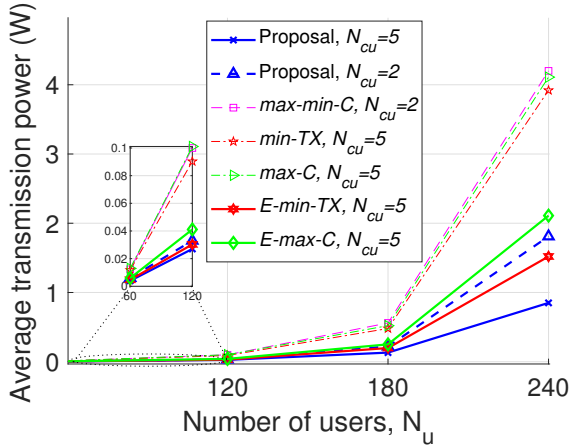 Average transmission power (W)
4
3
2
1
0
Proposal, N_cu=5
Proposal, N_cu=2
max-min-C, N_cu=2
min-TX, N_cu=5
max-C, N_cu=5
E-min-TX, N_cu=5
E-max-C, N_cu=5
0.1
0.08
0.06
0.04
0.02
0
60 120
120 180 240
Number of users, N_u